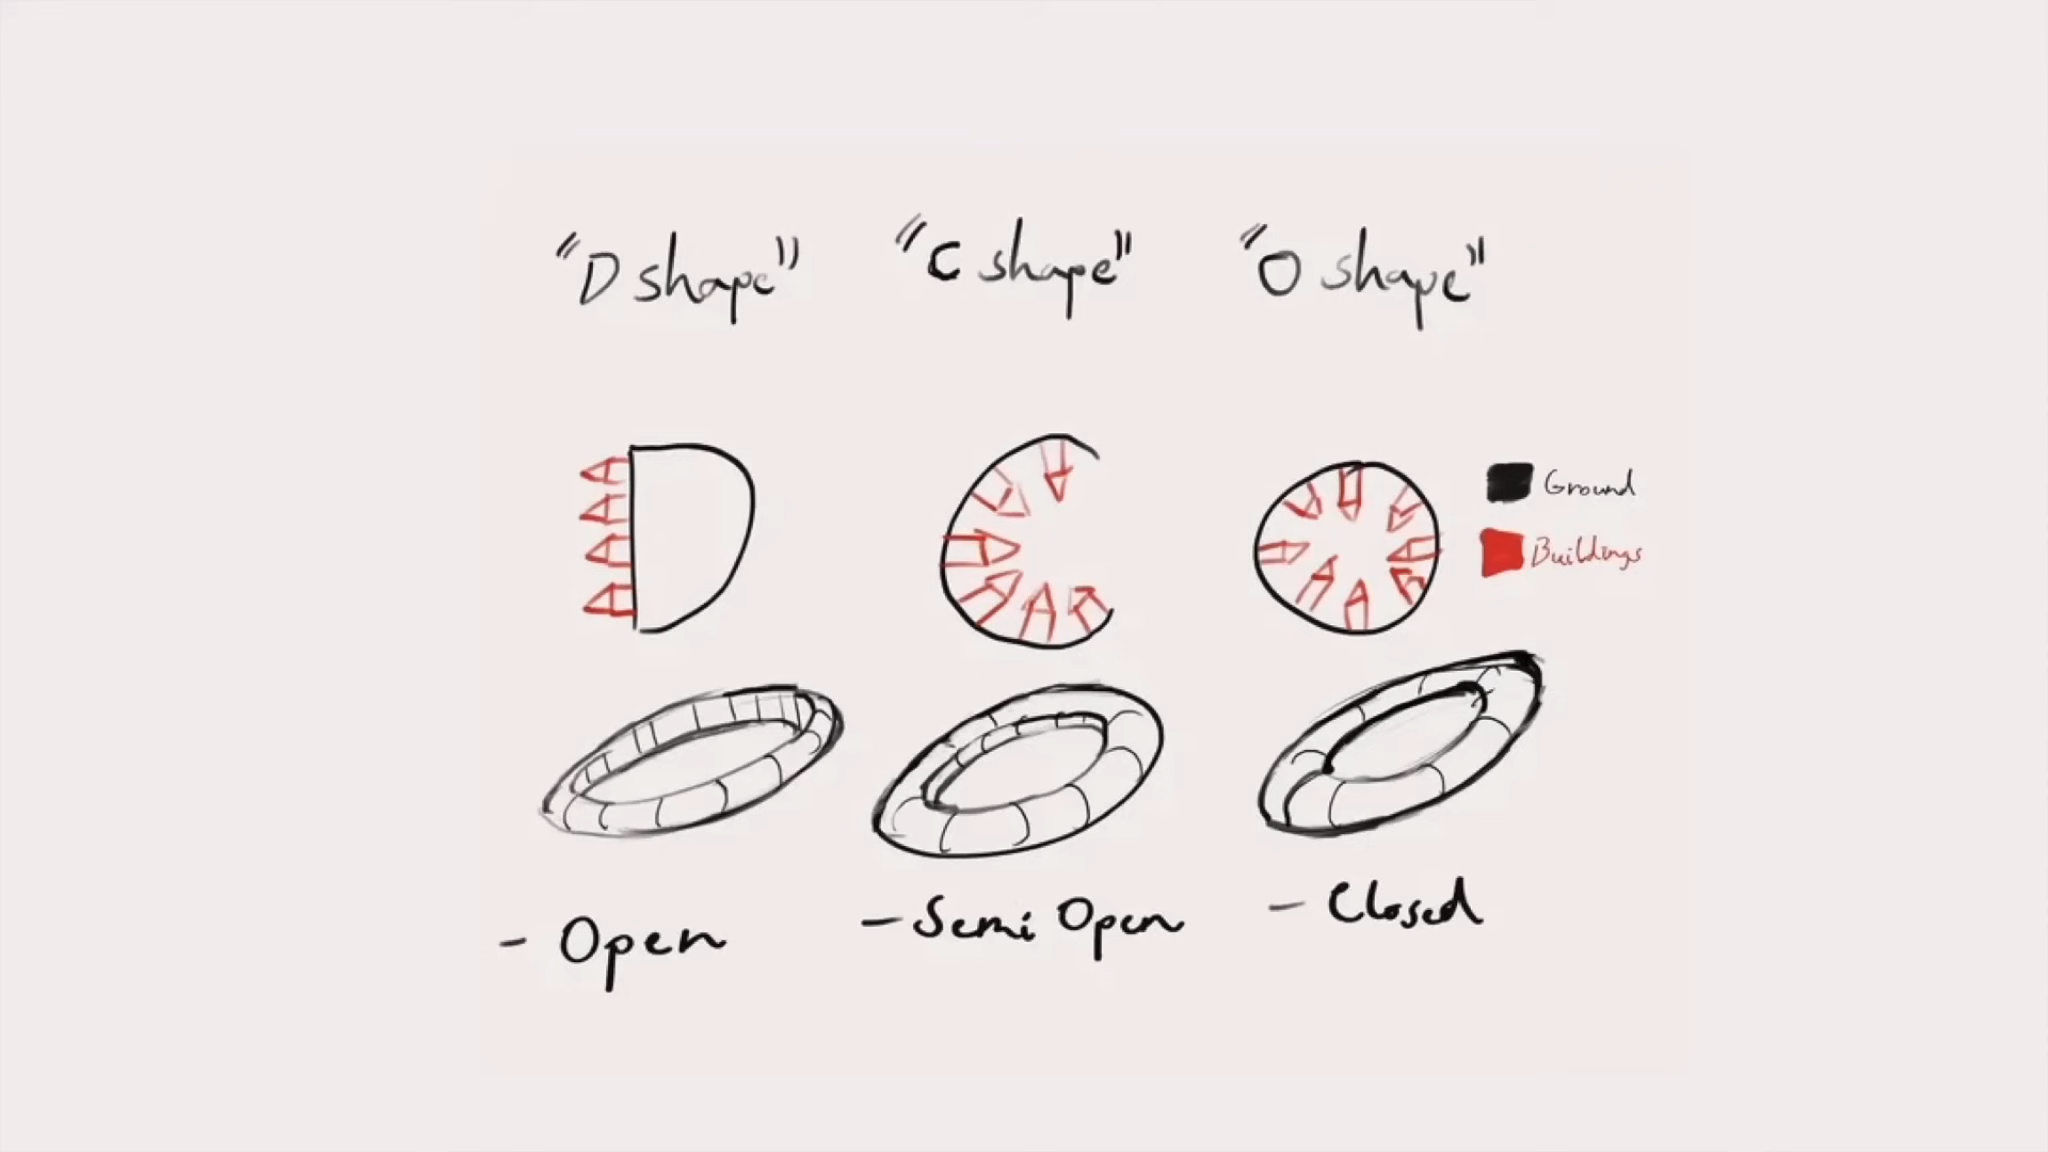 "D shape"
"C shape"
"O shape"
Ground
Buildings
- Open
- Semi Open
- Closed